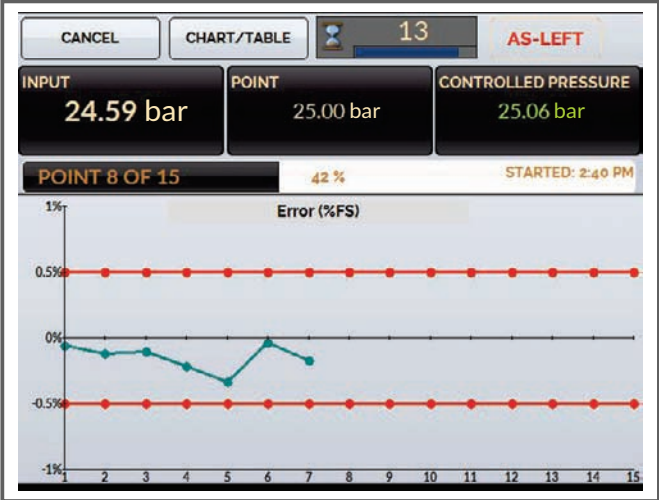 CANCEL CHART/TABLE 13 AS-LEFT
INPUT POINT CONTROLLED PRESSURE
24.59 bar 25.00 bar 25.06 bar
POINT 8 OF 15 42 % STARTED: 2:40 PM
Error (%FS)
1%
0.5%
0%
-0.5%
-1%
1 2 3 4 5 6 7 8 9 10 11 12 13 14 15